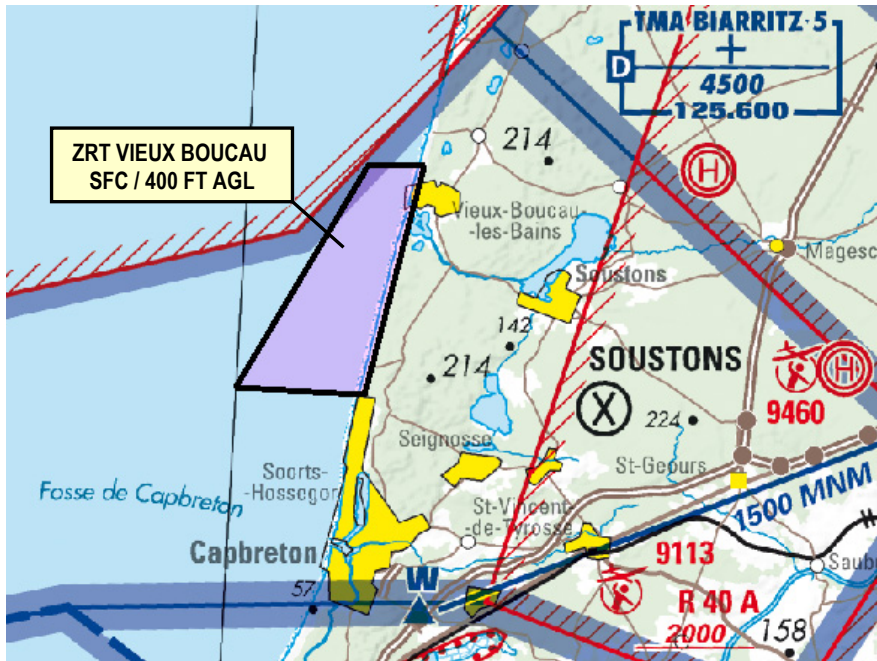 TMA BIARRITZ 5
D
4500
125.600
ZRT VIEUX BOUCAU
SFC / 400 FT AGL
214
H
Vieux-Boucau
-les-Bains
Magesc
Soustons
142
214
SOUSTONS
X
H
9460
224
Seignosse
St-Geours
Soorts-
-Hossegor
Fosse de Capbreton
St-Vincent
-de-Tyrosse
1500 MNM
Capbreton
9113
Saub
W
57
R 40 A
2000
158